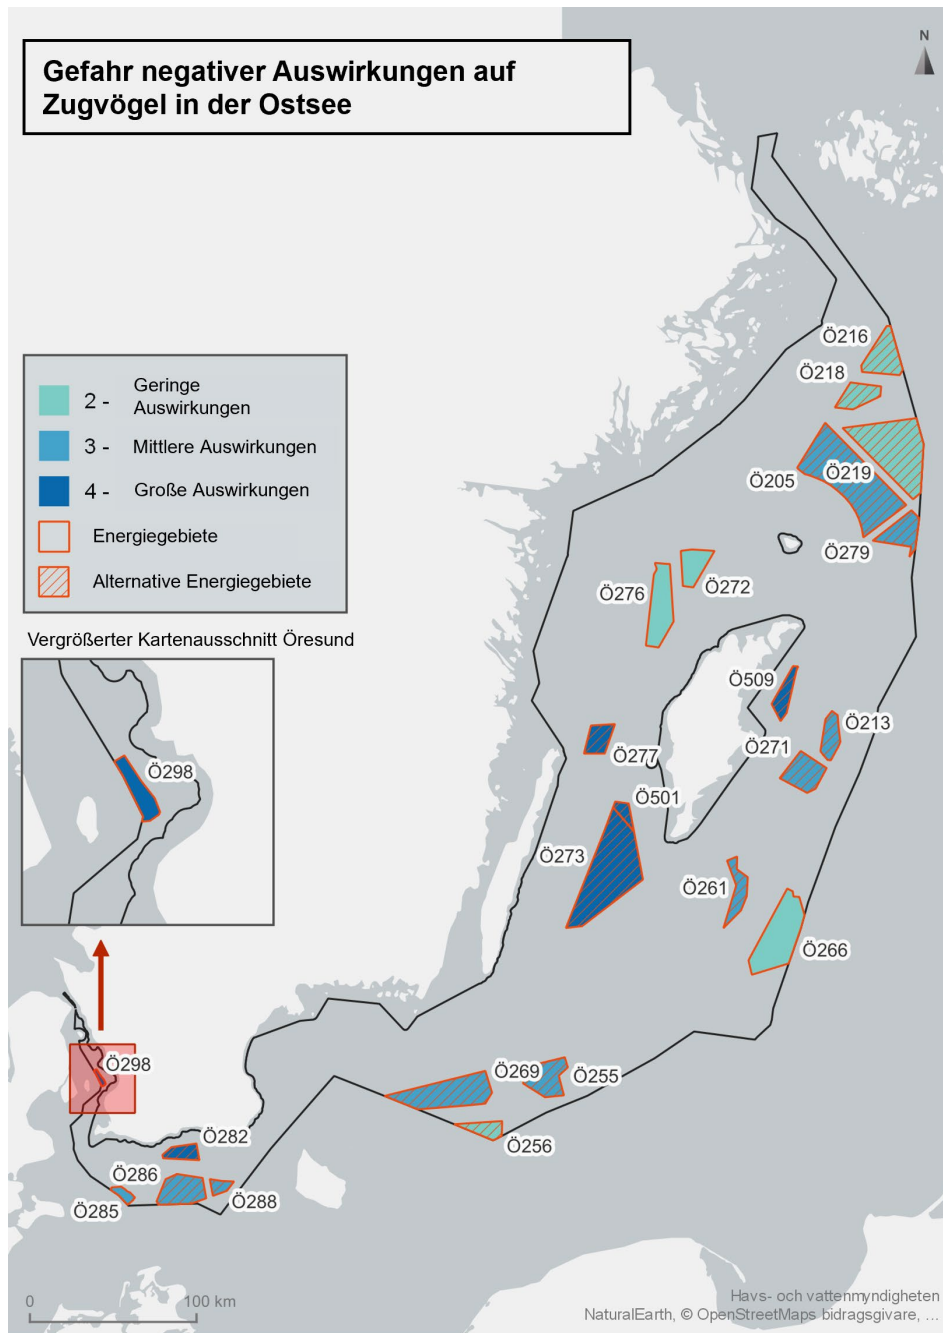 Gefahr negativer Auswirkungen auf
Zugvögel in der Ostsee
N
Ö216
Ö218
Ö219
Ö205
Ö279
2 - Geringe
Auswirkungen
3 - Mittlere Auswirkungen
4 - Große Auswirkungen
Energiegebiete
Alternative Energiegebiete
Ö276
Ö272
Vergrößerter Kartenausschnitt Öresund
Ö298
Ö509
Ö213
Ö271
Ö277
Ö501
Ö273
Ö261
Ö266
Ö298
Ö269
Ö255
Ö282
Ö256
Ö286
Ö288
Ö285
0 100 km
Havs- och vattenmyndigheten
NaturalEarth, © OpenStreetMaps bidragsgivare, ...